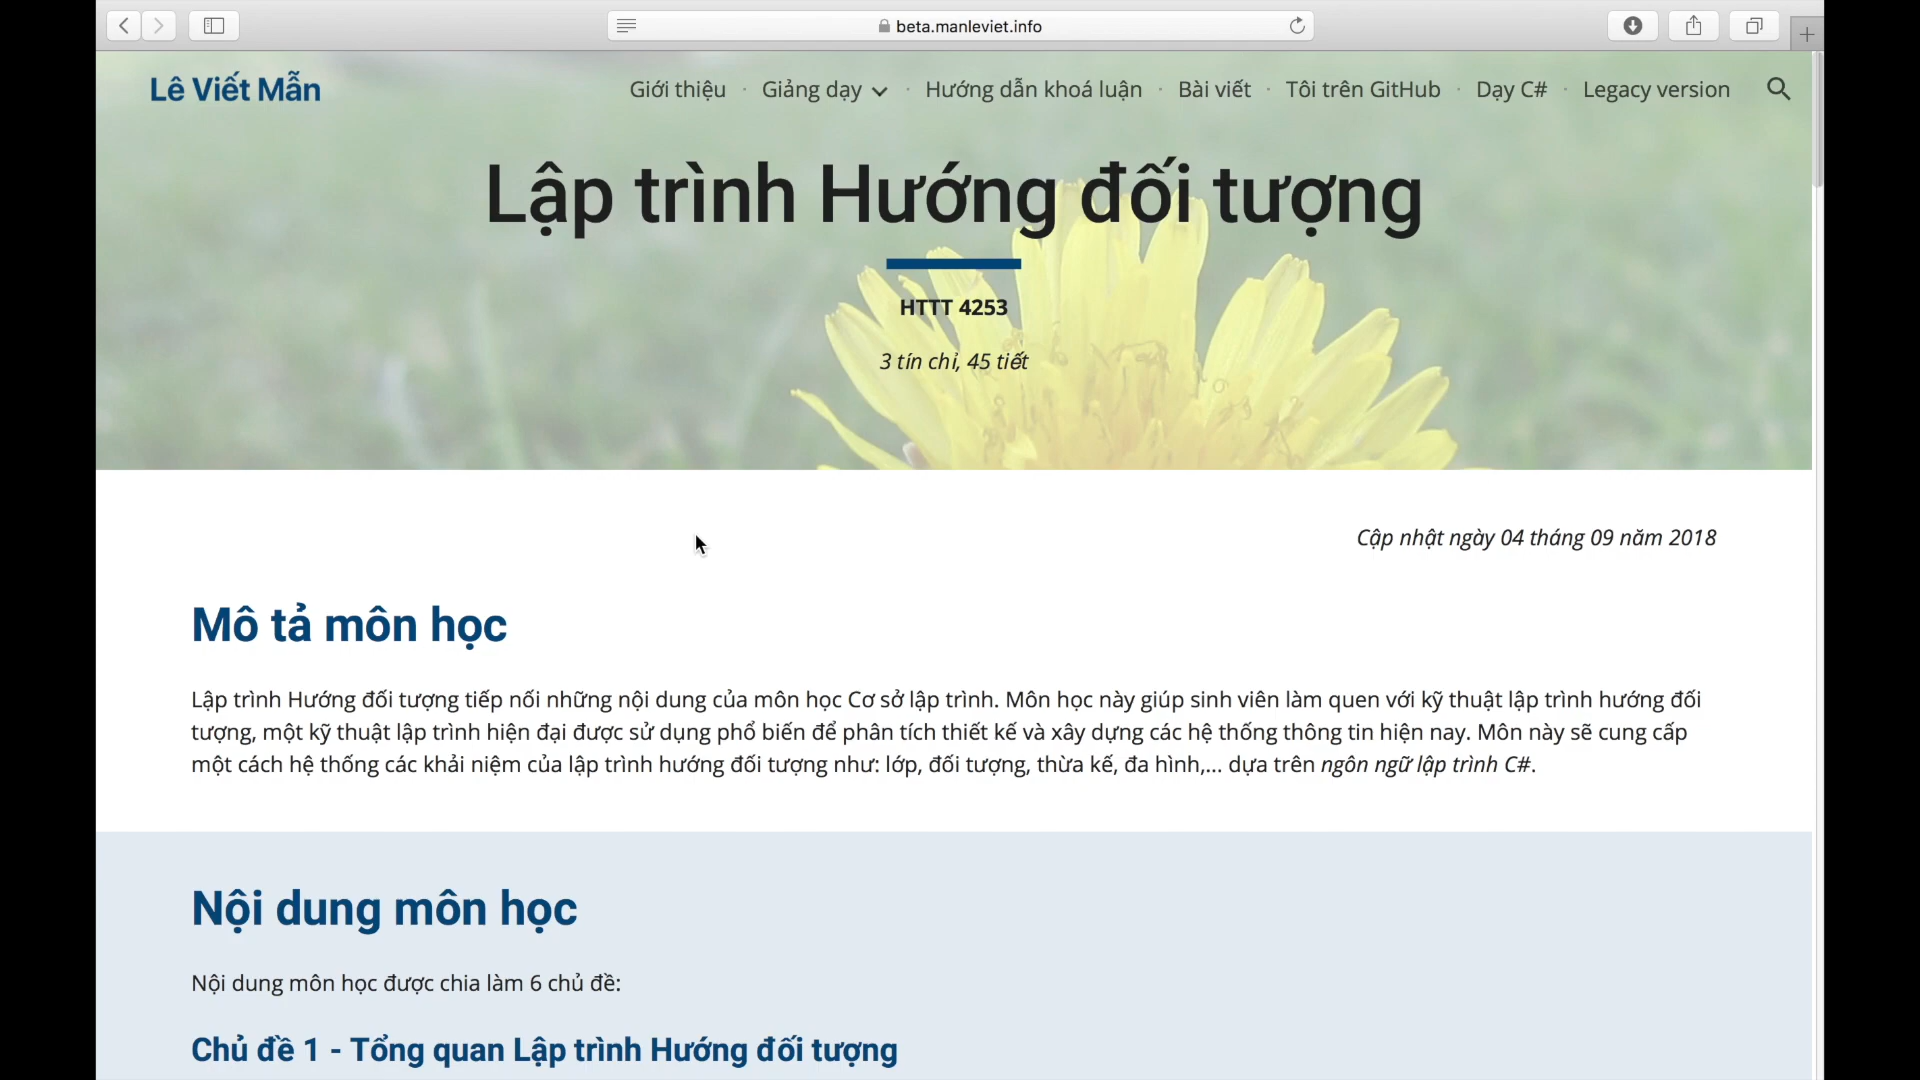 beta.manleviet.info
Lê Viết Mẫn
Giới thiệu · Giảng dạy · Hướng dẫn khoá luận · Bài viết · Tôi trên GitHub · Dạy C# · Legacy version
Lập trình Hướng đối tượng
HTTT 4253
3 tín chỉ, 45 tiết
Cập nhật ngày 04 tháng 09 năm 2018
Mô tả môn học
Lập trình Hướng đối tượng tiếp nối những nội dung của môn học Cơ sở lập trình. Môn học này giúp sinh viên làm quen với kỹ thuật lập trình hướng đối
tượng, một kỹ thuật lập trình hiện đại được sử dụng phổ biến để phân tích thiết kế và xây dựng các hệ thống thông tin hiện nay. Môn này sẽ cung cấp
một cách hệ thống các khải niệm của lập trình hướng đối tượng như: lớp, đối tượng, thừa kế, đa hình,... dựa trên ngôn ngữ lập trình C#.
Nội dung môn học
Nội dung môn học được chia làm 6 chủ đề:
Chủ đề 1 - Tổng quan Lập trình Hướng đối tượng